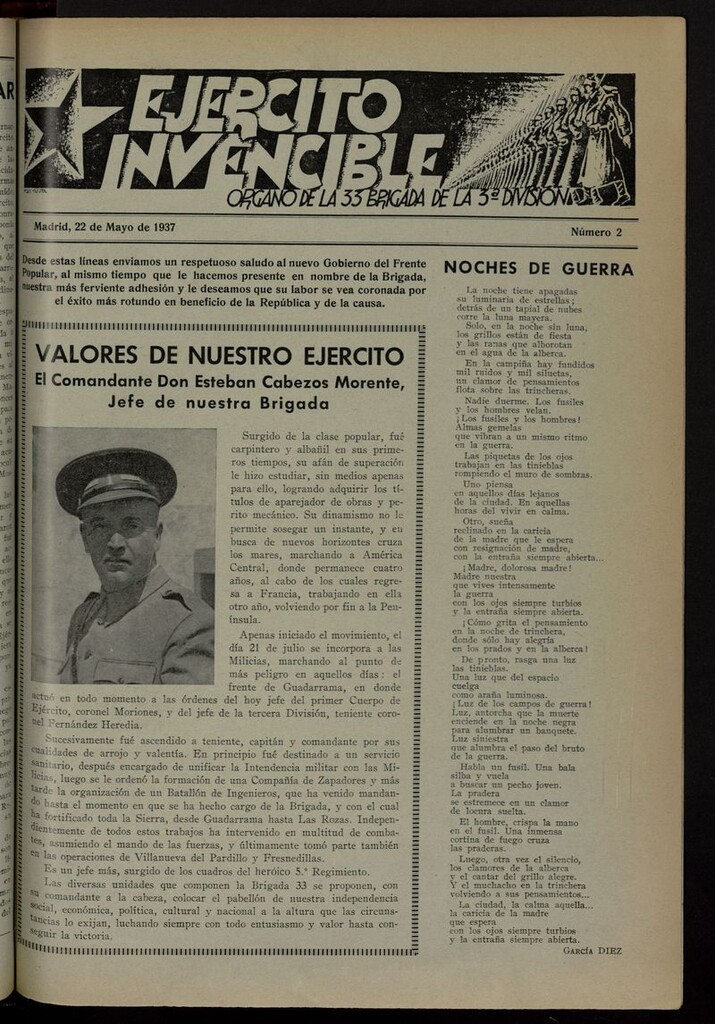 EJERCITO
INVENCIBLE
ORGANO DE LA 33 BRIGADA DE LA 3ª DIVISION
Madrid, 22 de Mayo de 1937
Número 2
Desde estas líneas enviamos un respetuoso saludo al nuevo Gobierno del Frente
Popular, al mismo tiempo que le hacemos presente en nombre de la Brigada,
nuestra más ferviente adhesión y le deseamos que su labor se vea coronada por
el éxito más rotundo en beneficio de la República y de la causa.
VALORES DE NUESTRO EJERCITO
El Comandante Don Esteban Cabezos Morente,
Jefe de nuestra Brigada
Surgido de la clase popular, fué
carpintero y albañil en sus prime-
ros tiempos, su afán de superación
le hizo estudiar, sin medios apenas
para ello, logrando adquirir los tí-
tulos de aparejador de obras y pe-
rito mecánico. Su dinamismo no le
permite sosegar un instante, y en
busca de nuevos horizontes cruza
los mares, marchando a América
Central, donde permanece cuatro
años, al cabo de los cuales regre-
sa a Francia, trabajando en ella
otro año, volviendo por fin a la Pen-
ínsula.
Apenas iniciado el movimiento, el
día 21 de julio se incorpora a las
Milicias, marchando al punto de
más peligro en aquellos días: el
frente de Guadarrama, en donde
actuó en todo momento a las órdenes del hoy jefe del primer Cuerpo de
Ejército, coronel Moriones, y del jefe de la tercera División, teniente coro-
nel Fernández Heredia.
Sucesivamente fué ascendido a teniente, capitán y comandante por sus
cualidades de arrojo y valentía. En principio fué destinado a un servicio
sanitario, después encargado de unificar la Intendencia militar con las Mi-
licias, luego se le ordenó la formación de una Compañía de Zapadores y más
tarde la organización de un Batallón de Ingenieros, que ha venido mandan-
do hasta el momento en que se ha hecho cargo de la Brigada, y con el cual
ha fortificado toda la Sierra, desde Guadarrama hasta Las Rozas. Indepen-
dientemente de todos estos trabajos ha intervenido en multitud de comba-
tes, asumiendo el mando de las fuerzas, y últimamente tomó parte también
en las operaciones de Villanueva del Pardillo y Fresnedillas.
Es un jefe más, surgido de los cuadros del heróico 5.º Regimiento.
Las diversas unidades que componen la Brigada 33 se proponen, con
su comandante a la cabeza, colocar el pabellón de nuestra independencia
social, económica, política, cultural y nacional a la altura que las circuns-
tancias lo exijan, luchando siempre con todo entusiasmo y valor hasta con-
seguir la victoria.
NOCHES DE GUERRA
La noche tiene apagadas
su luminaria de estrellas;
detrás de un tapial de nubes
corre la luna mayera.
Solo, en la noche sin luna,
los grillos están de fiesta
y las ranas que alborotan
en el agua de la alberca.
En la campiña hay fundidos
mil ruidos y mil siluetas,
un clamor de pensamientos
flota sobre las trincheras.
Nadie duerme. Los fusiles
y los hombres velan.
¡Los fusiles y los hombres!
Almas gemelas
que vibran a un mismo ritmo
en la guerra.
Las piquetas de los ojos
trabajan en las tinieblas
rompiendo el muro de sombras.
Uno piensa
en aquellos días lejanos
de la ciudad. En aquellas
horas del vivir en calma.
Otro, sueña
reclinado en la caricia
de la madre que le espera
con resignación de madre,
con la entraña siempre abierta...
¡Madre, dolorosa madre!
Madre nuestra
que vives intensamente
la guerra
con los ojos siempre turbios
y la entraña siempre abierta.
¡Cómo grita el pensamiento
en la noche de trinchera,
donde sólo hay alegría
en los prados y en la alberca!
De pronto, rasga una luz
las tinieblas.
Una luz que del espacio
cuelga
como araña luminosa.
¡Luz de los campos de guerra!
Luz, antorcha que la muerte
enciende en la noche negra
para alumbrar un banquete.
Luz siniestra
que alumbra el paso del bruto
de la guerra.
Habla un fusil. Una bala
silba y vuela
a buscar un pecho joven.
La pradera
se estremece en un clamor
de locura suelta.
El hombre, crispa la mano
en el fusil. Una inmensa
cortina de fuego cruza
las praderas.
Luego, otra vez el silencio,
los clamores de la alberca
y el cantar del grillo alegre.
Y el muchacho en la trinchera
volviendo a sus pensamientos...
La ciudad, la calma aquella...
la caricia de la madre
que espera
con los ojos siempre turbios
y la entraña siempre abierta.
GARCÍA DIEZ